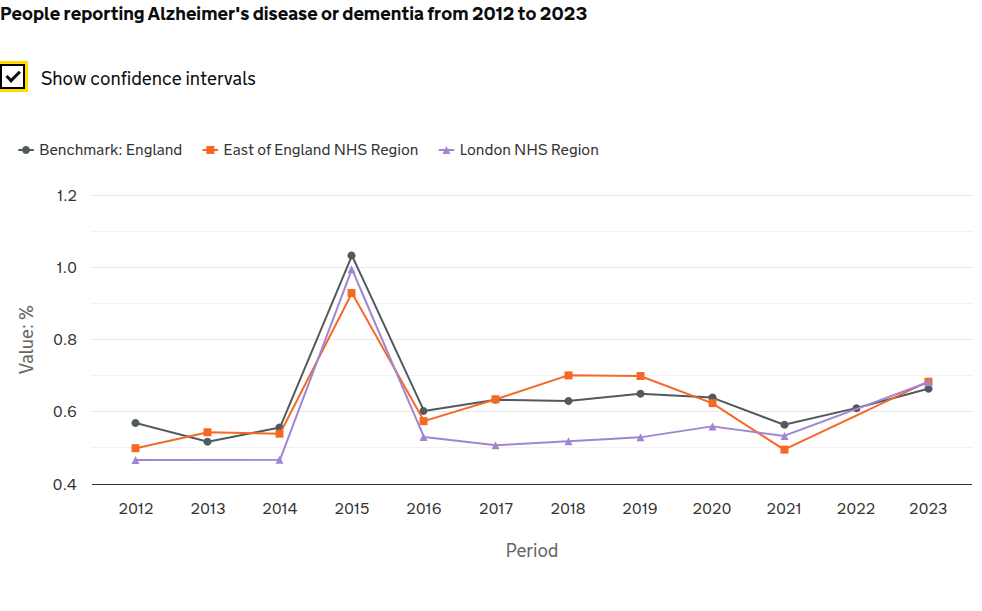 People reporting Alzheimer's disease or dementia from 2012 to 2023
Show confidence intervals
Benchmark: England East of England NHS Region London NHS Region
1.2
1.0
0.8
0.6
0.4
Value: %
2012 2013 2014 2015 2016 2017 2018 2019 2020 2021 2022 2023
Period